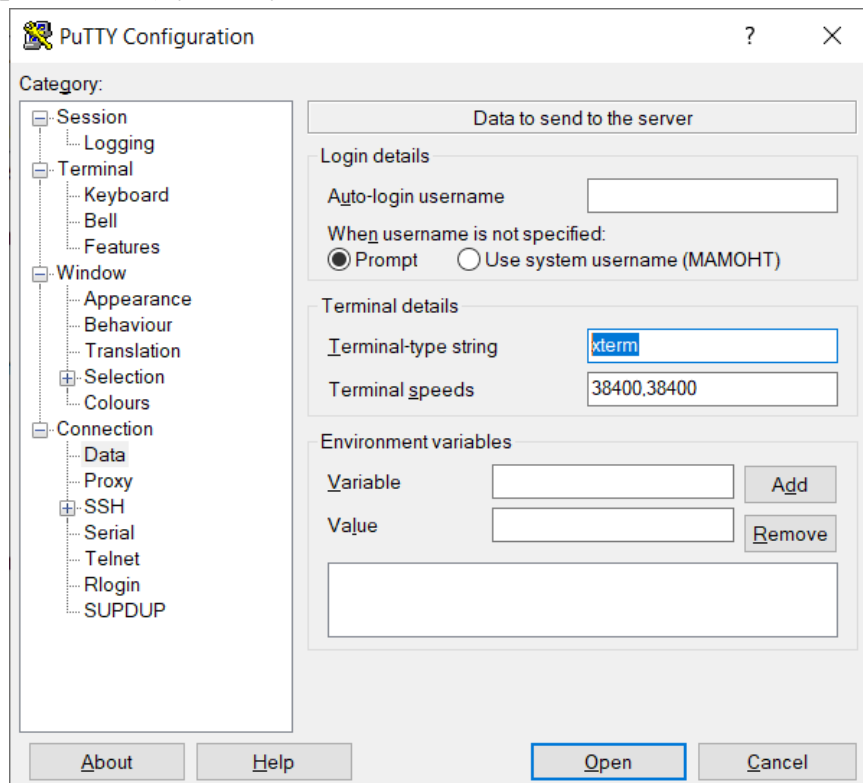 PuTTY Configuration
?
Category:
Session
Logging
Terminal
Keyboard
Bell
Features
Window
Appearance
Behaviour
Translation
Selection
Colours
Connection
Data
Proxy
SSH
Serial
Telnet
Rlogin
SUPDUP
Data to send to the server
Login details
Auto-login username
When username is not specified:
Prompt Use system username (MAMOHT)
Terminal details
Terminal-type string xterm
Terminal speeds 38400,38400
Environment variables
Variable Add
Value Remove
About Help Open Cancel